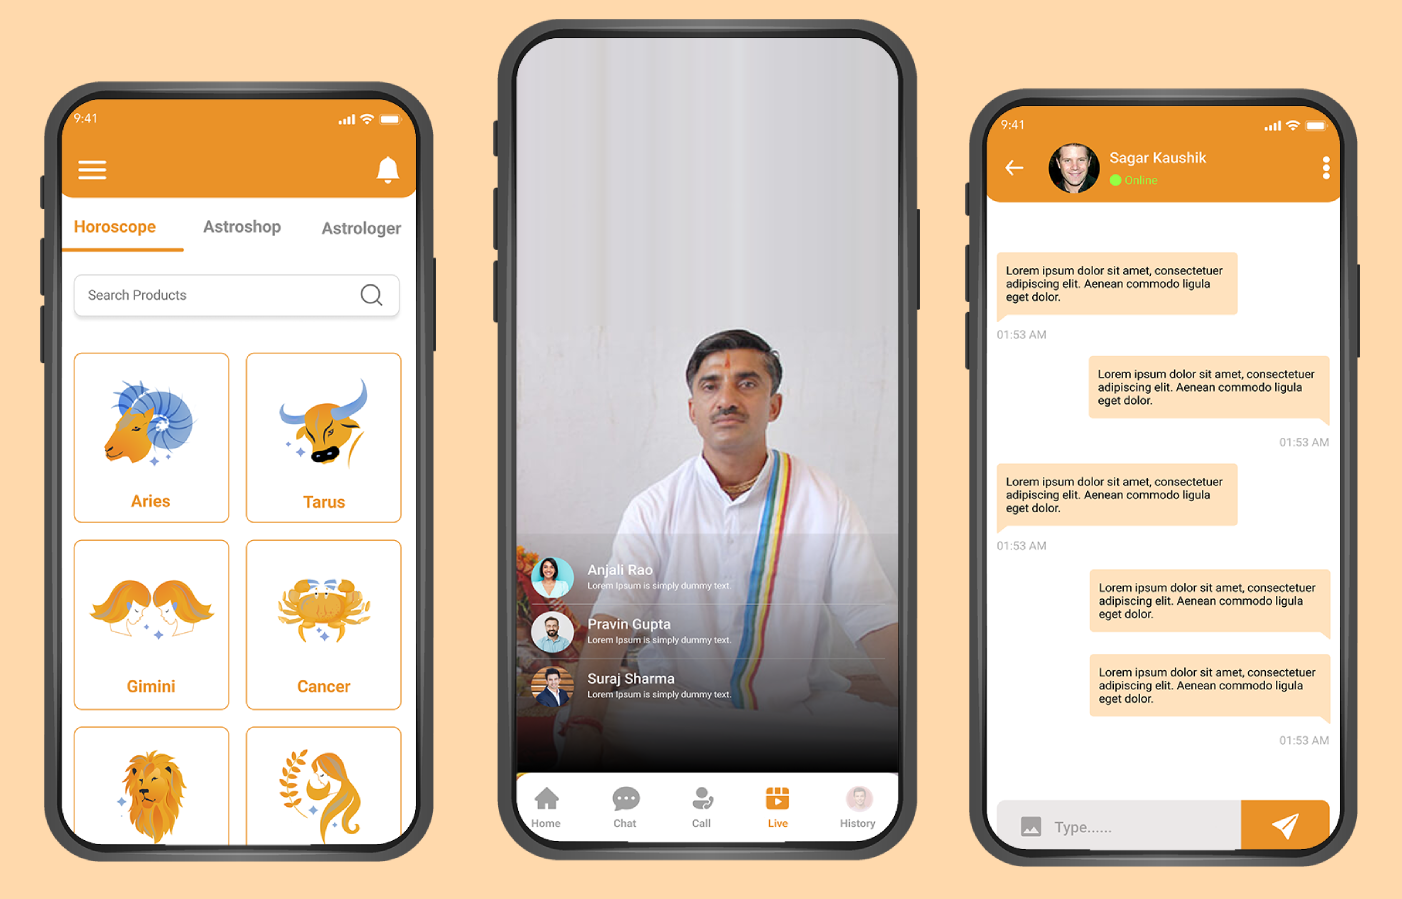 9:41
Horoscope Astroshop Astrologer
Search Products
Aries Tarus
Gimini Cancer
Anjali Rao
Lorem Ipsum is simply dummy text.
Pravin Gupta
Lorem Ipsum is simply dummy text.
Suraj Sharma
Lorem Ipsum is simply dummy text.
Home Chat Call Live History
9:41
Sagar Kaushik
Online
Lorem ipsum dolor sit amet, consectetuer
adipiscing elit. Aenean commodo ligula
eget dolor.
01:53 AM
Lorem ipsum dolor sit amet, consectetuer
adipiscing elit. Aenean commodo ligula
eget dolor.
01:53 AM
Lorem ipsum dolor sit amet, consectetuer
adipiscing elit. Aenean commodo ligula
eget dolor.
01:53 AM
Lorem ipsum dolor sit amet, consectetuer
adipiscing elit. Aenean commodo ligula
eget dolor.
Lorem ipsum dolor sit amet, consectetuer
adipiscing elit. Aenean commodo ligula
eget dolor.
01:53 AM
Type......